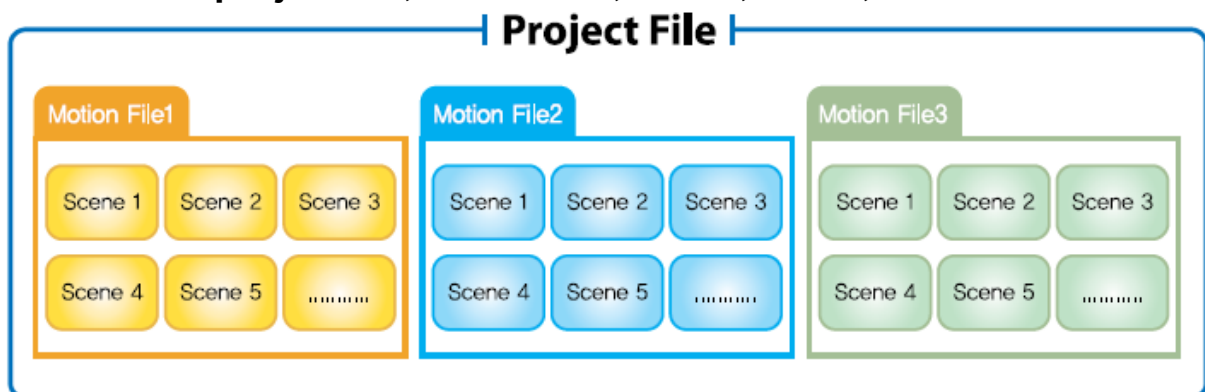 Project File
Motion File1
Scene 1 Scene 2 Scene 3
Scene 4 Scene 5 ..........
Motion File2
Scene 1 Scene 2 Scene 3
Scene 4 Scene 5 ..........
Motion File3
Scene 1 Scene 2 Scene 3
Scene 4 Scene 5 ..........